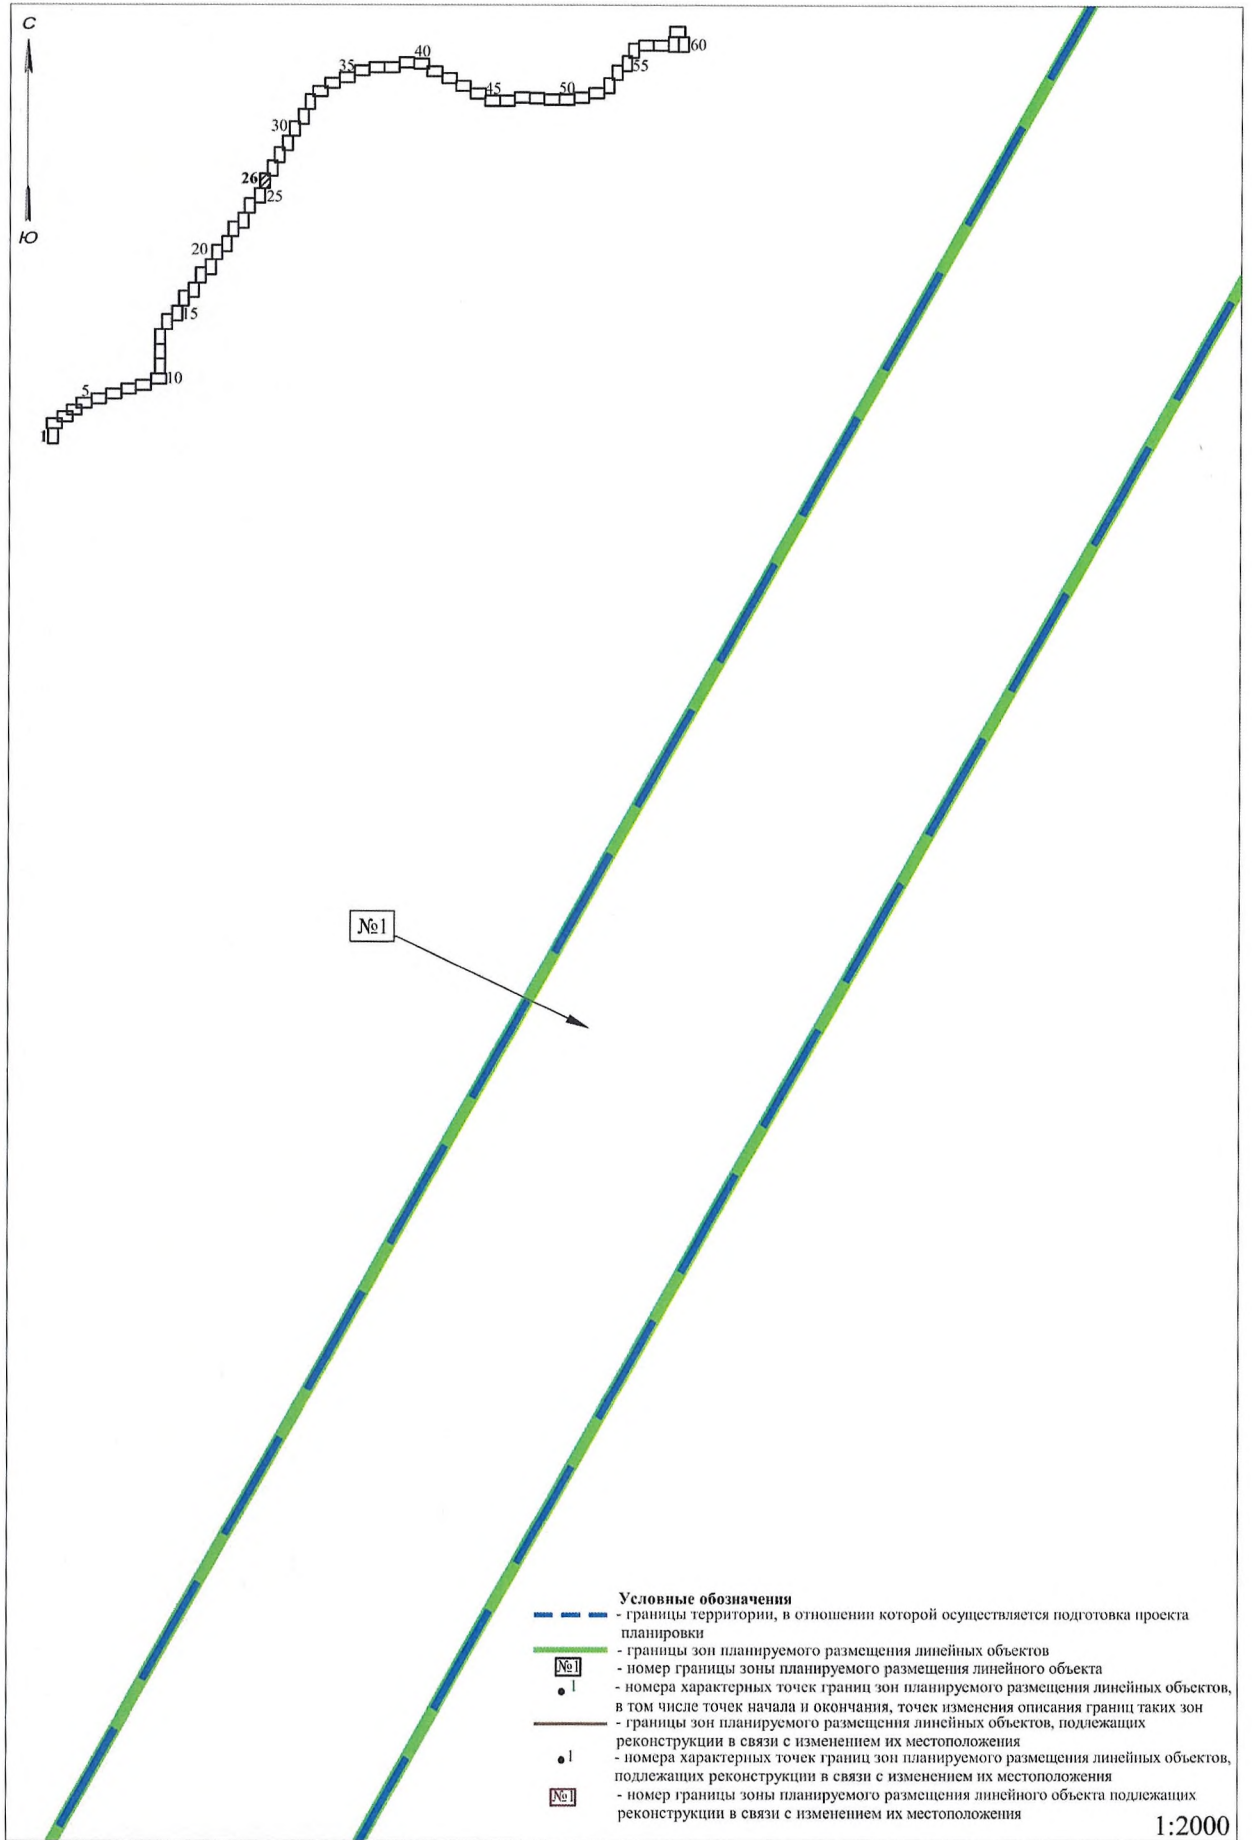 С
Ю
1
5
10
15
20
25
26
30
35
40
45
50
55
60
№1
Условные обозначения
- границы территории, в отношении которой осуществляется подготовка проекта
планировки
- границы зон планируемого размещения линейных объектов
№1
- номер границы зоны планируемого размещения линейного объекта
1
- номера характерных точек границ зон планируемого размещения линейных объектов,
в том числе точек начала и окончания, точек изменения описания границ таких зон
- границы зон планируемого размещения линейных объектов, подлежащих
реконструкции в связи с изменением их местоположения
1
- номера характерных точек границ зон планируемого размещения линейных объектов,
подлежащих реконструкции в связи с изменением их местоположения
№1
- номер границы зоны планируемого размещения линейного объекта подлежащих
реконструкции в связи с изменением их местоположения
1:2000